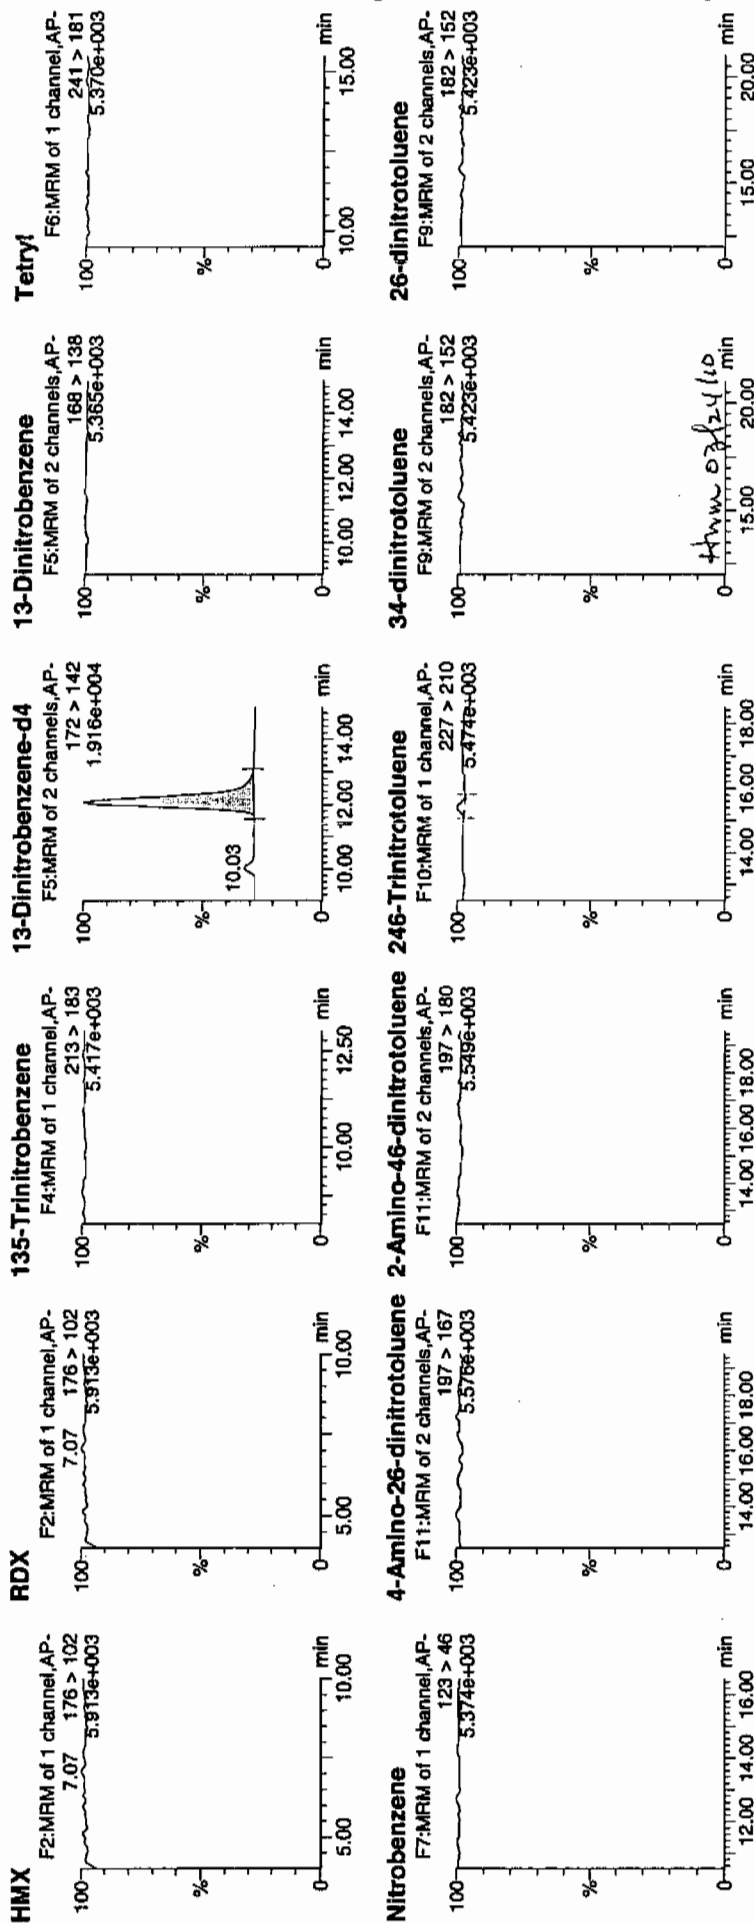 HMX
F2:MRM of 1 channel,AP-
7.07 176 > 102
5.913e+003
100
%
0
5.00 10.00 min
RDX
F2:MRM of 1 channel,AP-
7.07 176 > 102
5.913e+003
100
%
0
5.00 10.00 min
135-Trinitrobenzene
F4:MRM of 1 channel,AP-
213 > 183
5.417e+003
100
%
0
10.00 12.50 min
13-Dinitrobenzene-d4
F5:MRM of 2 channels,AP-
172 > 142
1.916e+004
100
%
10.03
0
10.00 12.00 14.00 min
13-Dinitrobenzene
F5:MRM of 2 channels,AP-
168 > 138
5.365e+003
100
%
0
10.00 12.00 14.00 min
Tetryl
F6:MRM of 1 channel,AP-
241 > 181
5.370e+003
100
%
0
10.00 15.00 min
Nitrobenzene
F7:MRM of 1 channel,AP-
123 > 46
5.374e+003
100
%
0
12.00 14.00 16.00 min
4-Amino-26-dinitrotoluene
F11:MRM of 2 channels,AP-
197 > 167
5.576e+003
100
%
0
14.00 16.00 18.00 min
2-Amino-46-dinitrotoluene
F11:MRM of 2 channels,AP-
197 > 180
5.549e+003
100
%
0
14.00 16.00 18.00 min
246-Trinitrotoluene
F10:MRM of 1 channel,AP-
227 > 210
5.474e+003
100
%
0
14.00 16.00 18.00 min
34-dinitrotoluene
F9:MRM of 2 channels,AP-
182 > 152
5.423e+003
100
%
03/24/10
0
15.00 20.00 min
26-dinitrotoluene
F9:MRM of 2 channels,AP-
182 > 152
5.423e+003
100
%
0
15.00 20.00 min